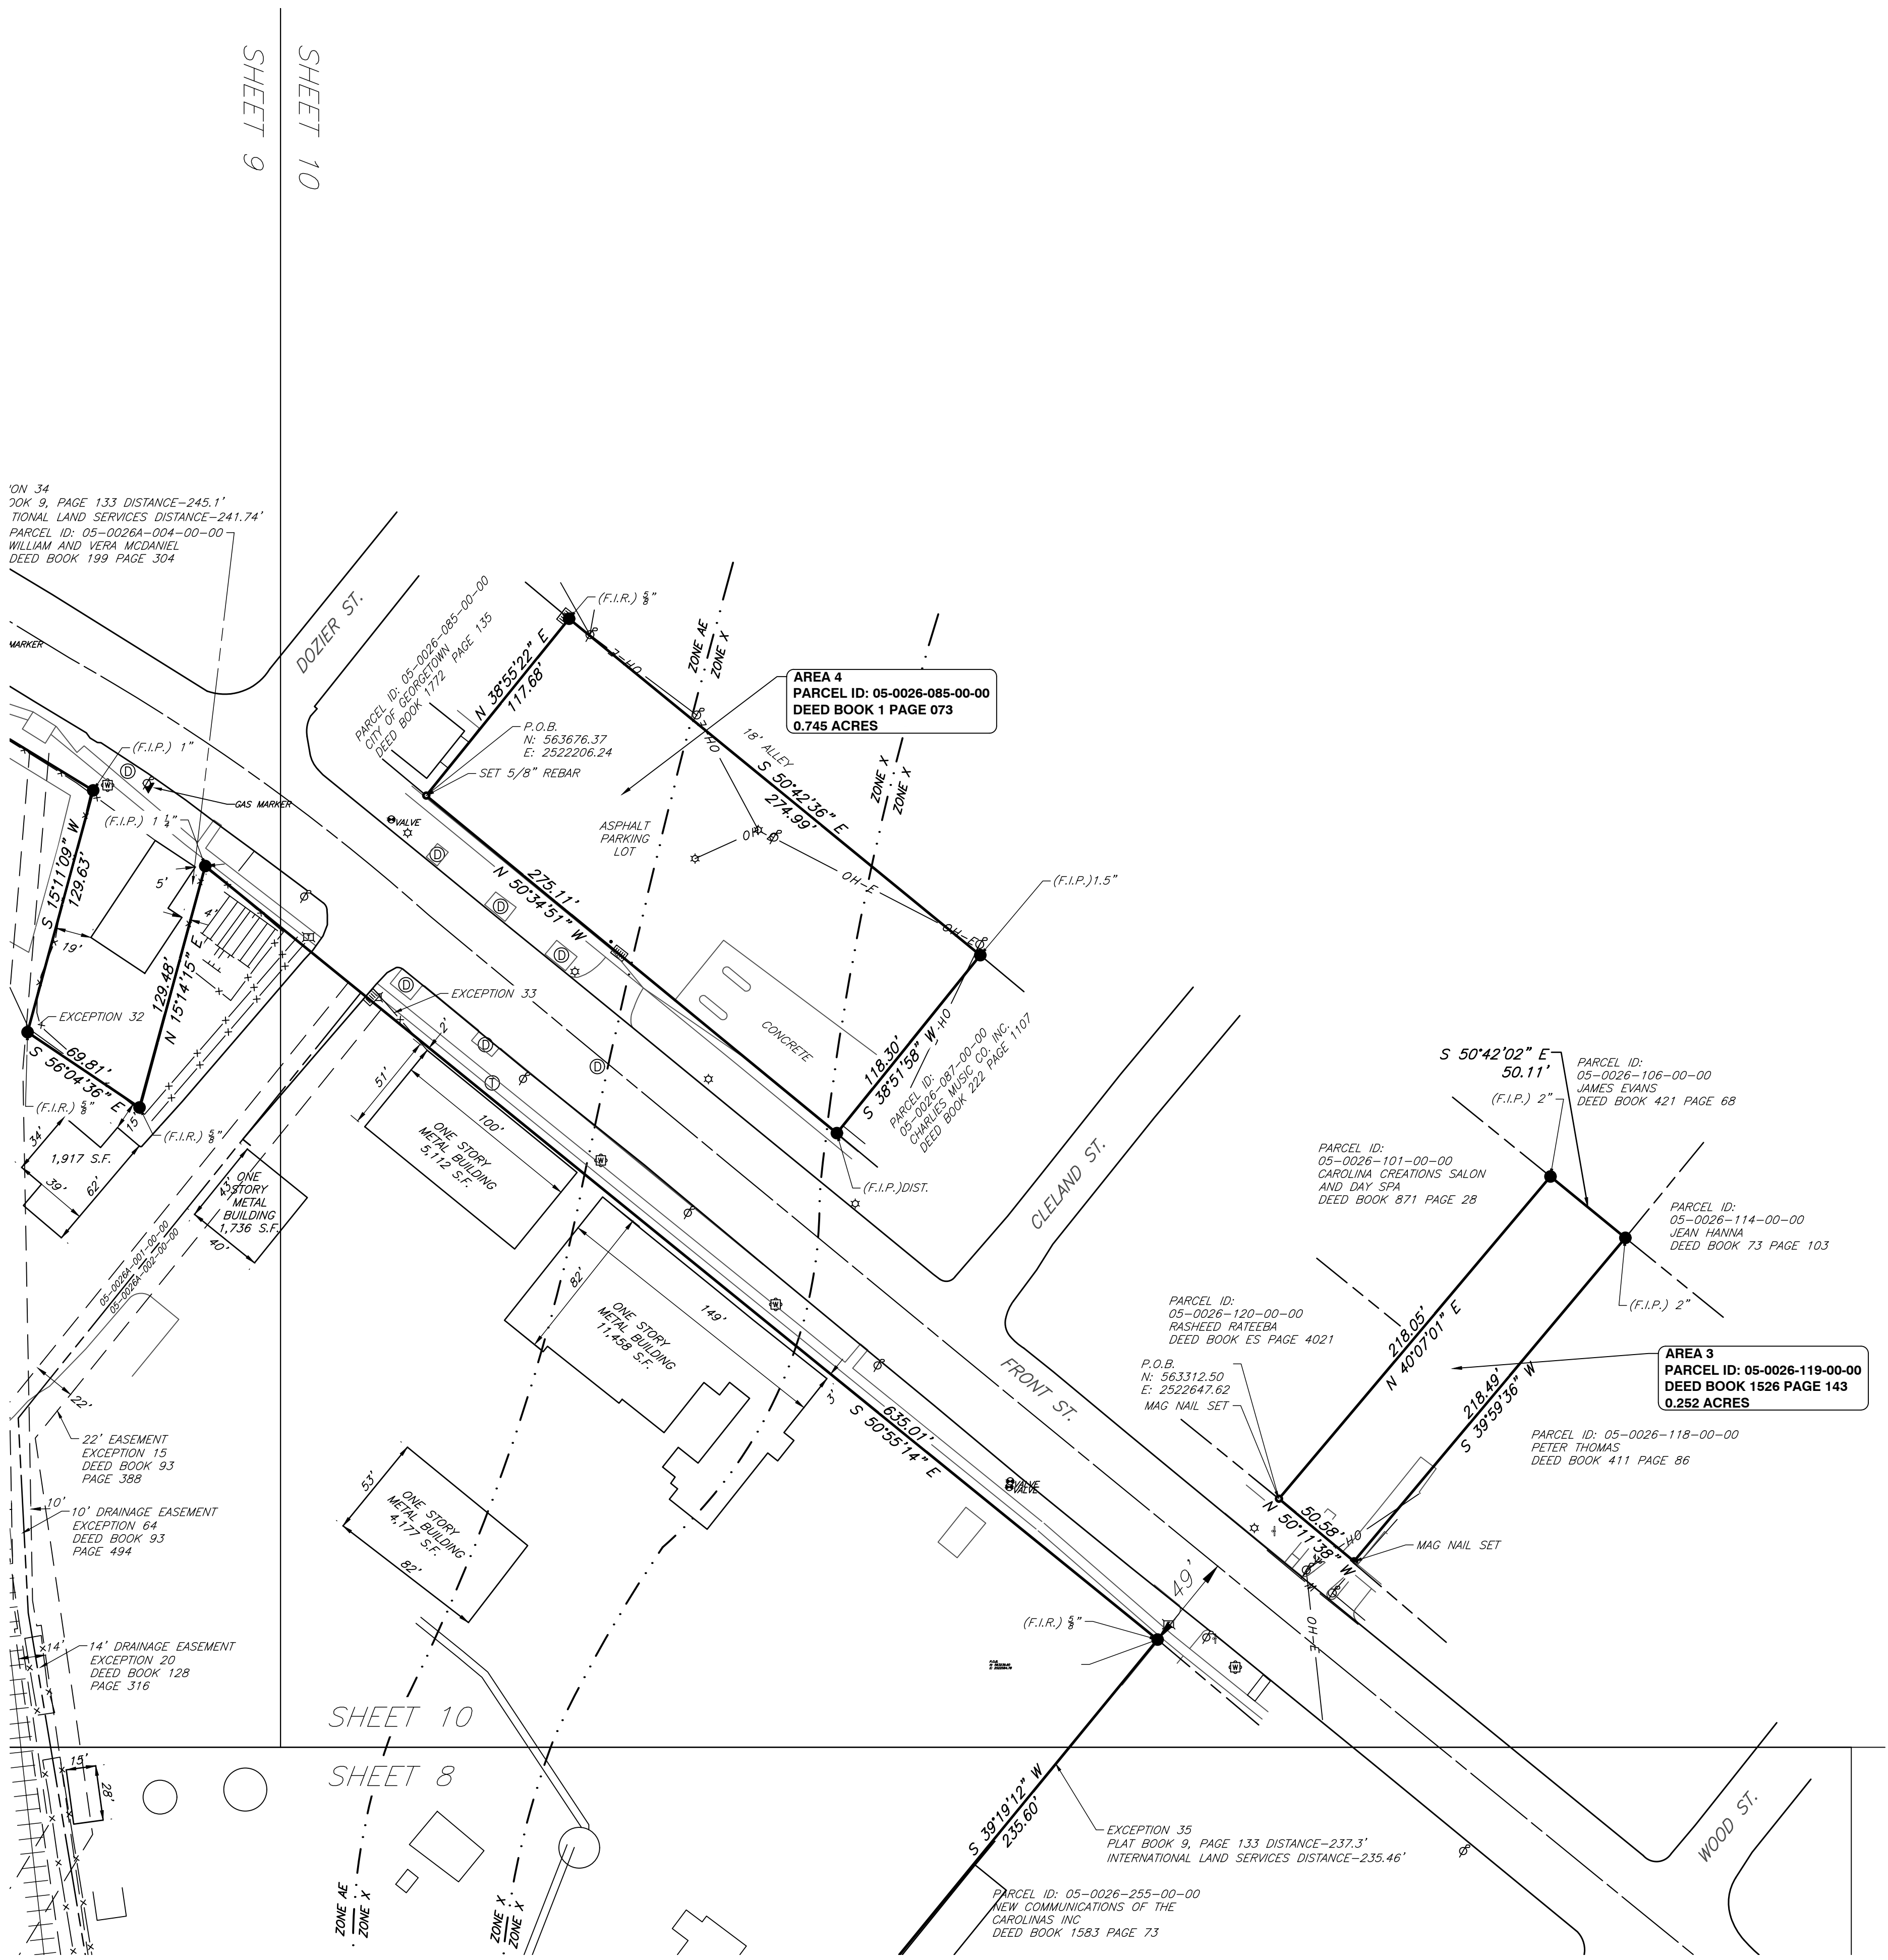 SHEET 9
SHEET 10
ON 34
OOK 9, PAGE 133 DISTANCE-245.1'
TIONAL LAND SERVICES DISTANCE-241.74'
PARCEL ID: 05-0026A-004-00-00
WILLIAM AND VERA MCDANIEL
DEED BOOK 199 PAGE 304
MARKER
DOZIER ST.
PARCEL ID: 05-0026-085-00-00
CITY OF GEORGETOWN
DEED BOOK 1772 PAGE 135
(F.I.R.) 5/8"
N 38°55'22" E
117.68'
OH-E
ZONE AE
ZONE X
AREA 4
PARCEL ID: 05-0026-085-00-00
DEED BOOK 1 PAGE 073
0.745 ACRES
P.O.B.
N: 563676.37
E: 2522206.24
SET 5/8" REBAR
OH-E
18' ALLEY
S 50°42'36" E
274.99'
ZONE X
ZONE X
VALVE
ASPHALT
PARKING
LOT
OH-E
OH-E
OH-E
(F.I.P.)1.5"
275.11'
N 50°34'51" W
CONCRETE
118.30'
S 38°51'58" W
OH
PARCEL ID:
05-0026-087-00-00
CHARLIES MUSIC CO. INC.
DEED BOOK 222 PAGE 1107
(F.I.P.)DIST.
(F.I.P.) 1"
D
W
GAS MARKER
(F.I.P.) 1 1/4"
S 15°11'09" W
129.63'
5'
4'
19'
129.48'
N 15°14'15" E
EXCEPTION 32
69.81'
S 56°04'36" E
(F.I.R.) 5/8"
15'
(F.I.R.) 5/8"
34'
1,917 S.F.
39'
62'
43'
ONE
STORY
METAL
BUILDING
1,736 S.F.
40'
05-0026A-001-00-00
05-0026A-002-00-00
D
D
D
D
D
D
T
W
W
EXCEPTION 33
2'
51'
100'
ONE STORY
METAL BUILDING
5,112 S.F.
82'
149'
ONE STORY
METAL BUILDING
11,458 S.F.
3'
635.01'
S 50°55'14" E
53'
ONE STORY
METAL BUILDING
4,177 S.F.
82'
22'
22' EASEMENT
EXCEPTION 15
DEED BOOK 93
PAGE 388
10'
10' DRAINAGE EASEMENT
EXCEPTION 64
DEED BOOK 93
PAGE 494
14'
14' DRAINAGE EASEMENT
EXCEPTION 20
DEED BOOK 128
PAGE 316
CLELAND ST.
FRONT ST.
S 50°42'02" E
50.11'
PARCEL ID:
05-0026-106-00-00
JAMES EVANS
DEED BOOK 421 PAGE 68
(F.I.P.) 2"
PARCEL ID:
05-0026-101-00-00
CAROLINA CREATIONS SALON
AND DAY SPA
DEED BOOK 871 PAGE 28
PARCEL ID:
05-0026-114-00-00
JEAN HANNA
DEED BOOK 73 PAGE 103
(F.I.P.) 2"
PARCEL ID:
05-0026-120-00-00
RASHEED RATEEBA
DEED BOOK ES PAGE 4021
P.O.B.
N: 563312.50
E: 2522647.62
MAG NAIL SET
218.05'
N 40°07'01" E
AREA 3
PARCEL ID: 05-0026-119-00-00
DEED BOOK 1526 PAGE 143
0.252 ACRES
218.49'
S 39°59'36" W
PARCEL ID: 05-0026-118-00-00
PETER THOMAS
DEED BOOK 411 PAGE 86
VALVE
VALVE
50.58'
N 50°11'38" W
OH
MAG NAIL SET
OH-E
49'
(F.I.R.) 5/8"
W
SHEET 10
SHEET 8
15'
28'
ZONE AE
ZONE X
ZONE X
ZONE X
S 39°19'12" W
235.60'
EXCEPTION 35
PLAT BOOK 9, PAGE 133 DISTANCE-237.3'
INTERNATIONAL LAND SERVICES DISTANCE-235.46'
PARCEL ID: 05-0026-255-00-00
NEW COMMUNICATIONS OF THE
CAROLINAS INC
DEED BOOK 1583 PAGE 73
WOOD ST.